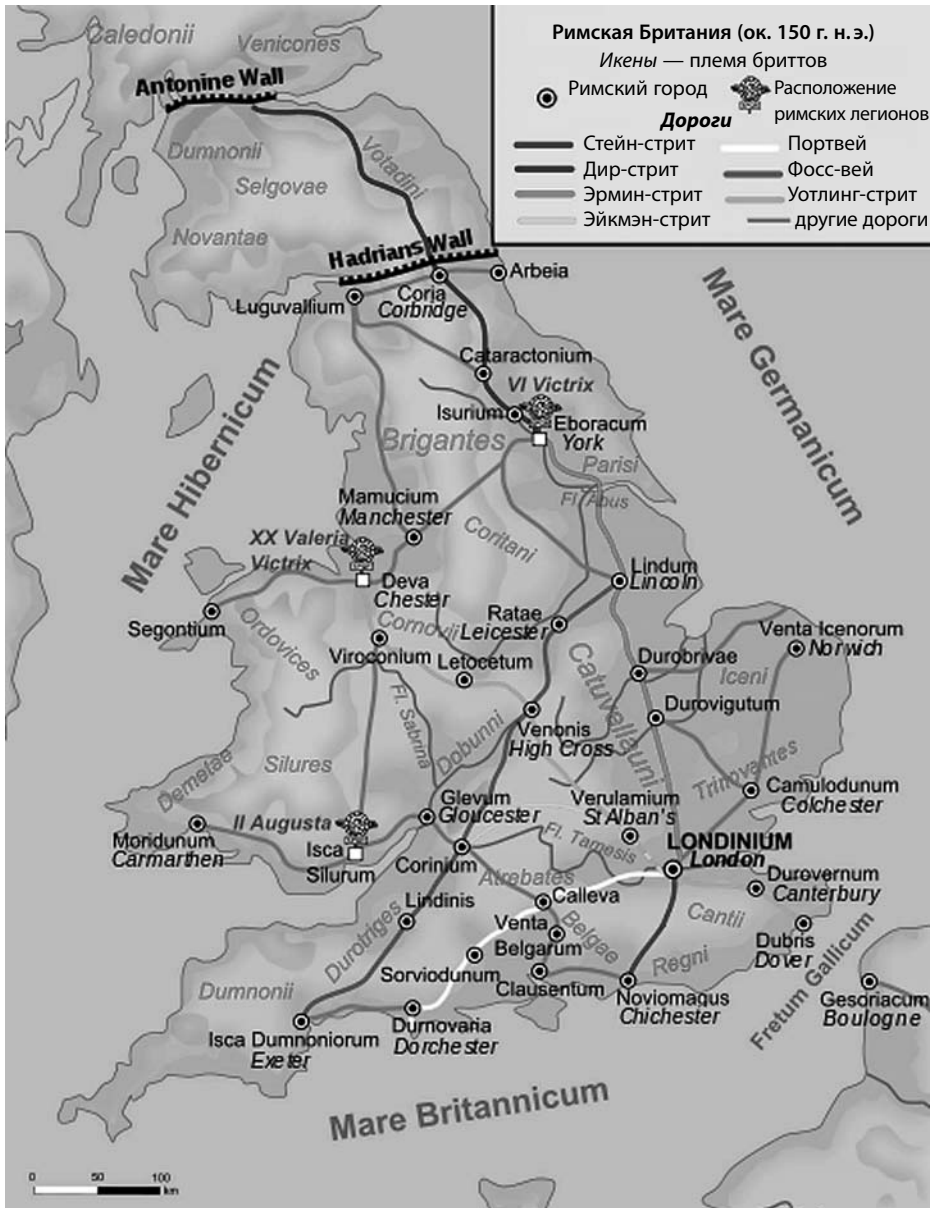 Римская Британия (ок. 150 г. н.э.)
Икены — племя бриттов
Римский город
Расположение
римских легионов
Дороги
Стейн-стрит
Портвей
Дир-стрит
Фосс-вей
Эрмин-стрит
Уотлинг-стрит
Эйкмэн-стрит
другие дороги
Caledonii
Venicones
Antonine Wall
Dumnonii
Votadini
Selgovae
Novantae
Hadrians Wall
Arbeia
Luguvallium
Coria
Corbridge
Mare Germanicum
Mare Hibernicum
Cataractonium
VI Victrix
Isurium
Eboracum
York
Brigantes
Parisi
Fl. Abus
Mamucium
Manchester
XX Valeria
Victrix
Coritani
Deva
Chester
Lindum
Lincoln
Segontium
Ordovices
Cornovii
Ratae
Leicester
Venta Icenorum
Norwich
Viroconium
Letocetum
Catuvellauni
Durobrivae
Iceni
Fl. Sabrina
Durovigutum
Venonis
High Cross
Dobunni
Silures
Trinovantes
Demetae
Camulodunum
Colchester
Glevum
Gloucester
Verulamium
St Alban's
II Augusta
Moridunum
Carmarthen
Isca
Silurum
Fl. Tamesis
LONDINIUM
London
Corinium
Atrebates
Durovernum
Canterbury
Calleva
Lindinis
Cantii
Venta
Belgarum
Belgae
Durotriges
Dubris
Dover
Sorviodunum
Regni
Clausentum
Fretum Gallicum
Dumnonii
Noviomagus
Chichester
Gesoriacum
Boulogne
Isca Dumnoniorum
Exeter
Durnovaria
Dorchester
Mare Britannicum
0 50 100
km